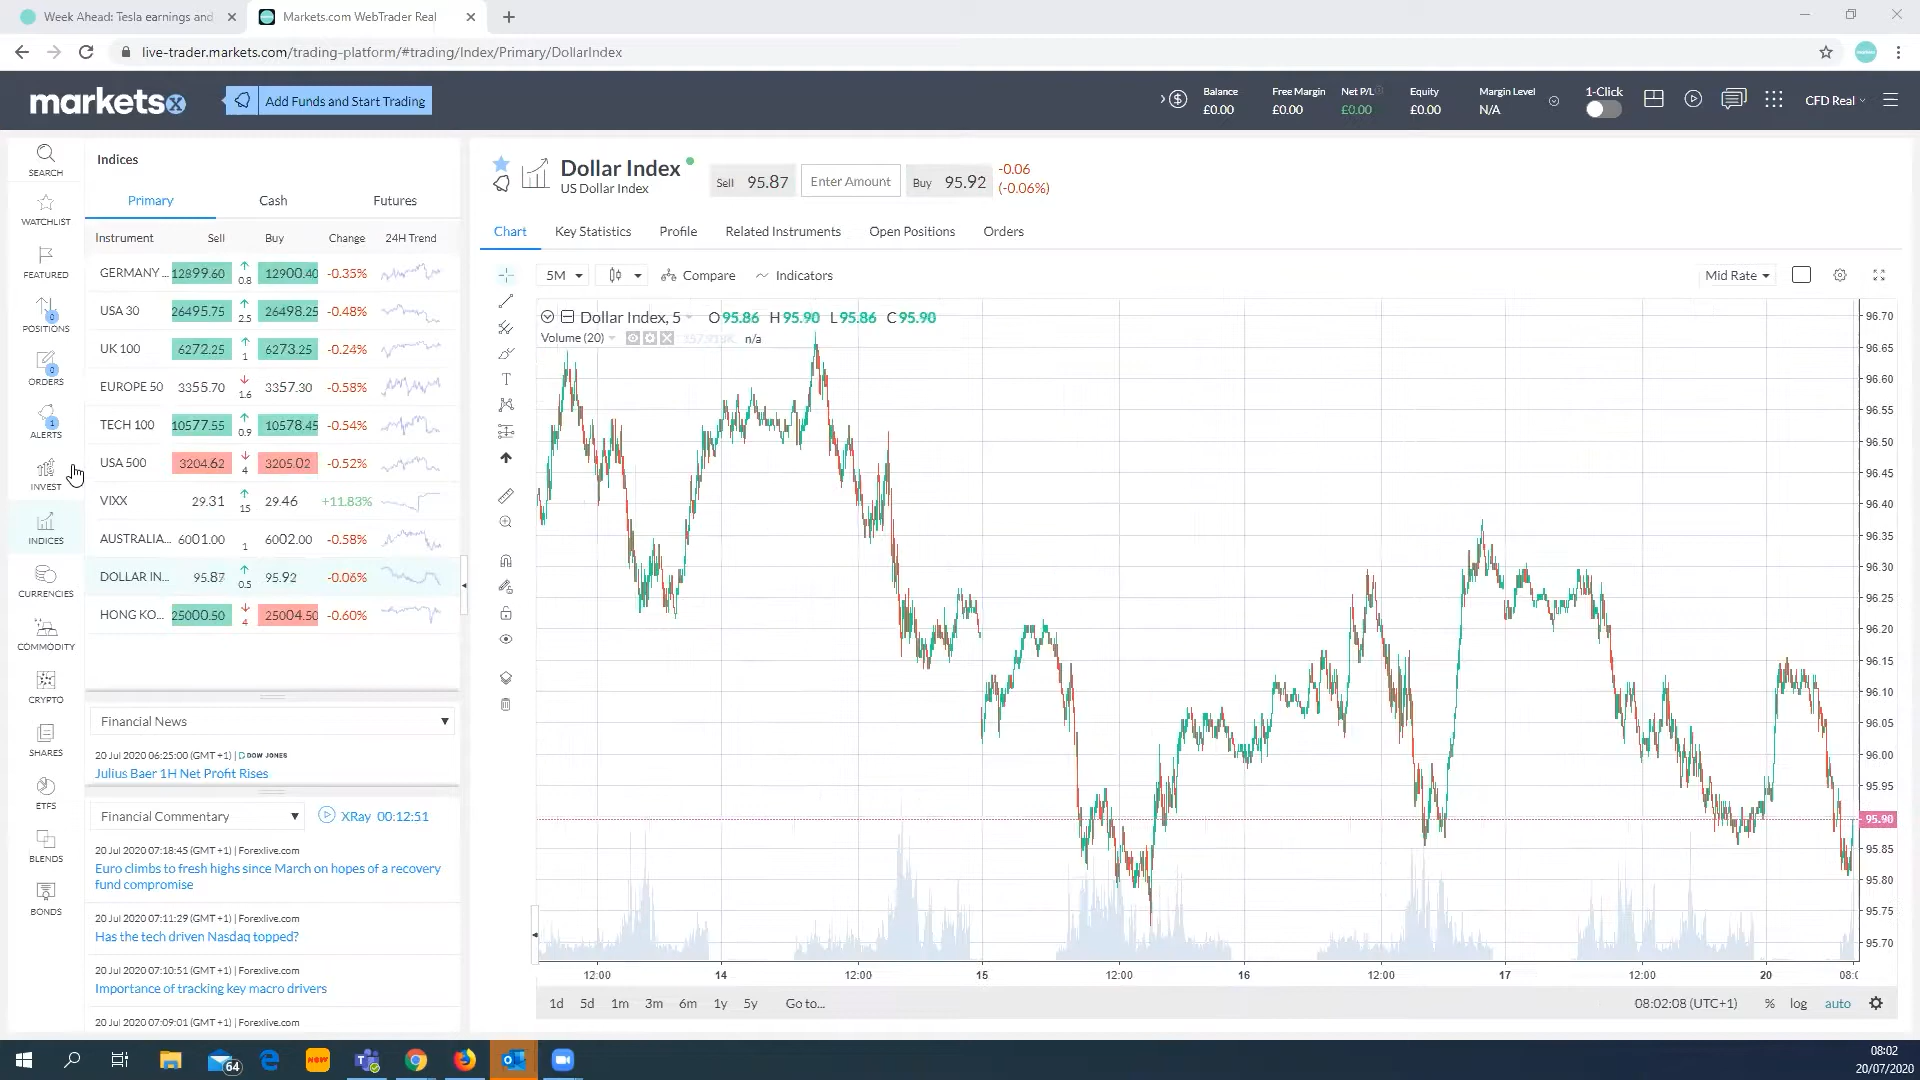 Week Ahead: Tesla earnings and
Markets.com WebTrader Real
live-trader.markets.com/trading-platform/#trading/Index/Primary/DollarIndex
marketsx
Add Funds and Start Trading
Balance
£0.00
Free Margin
£0.00
Net P/L
£0.00
Equity
£0.00
Margin Level
N/A
1-Click
CFD Real
SEARCH
WATCHLIST
FEATURED
0
POSITIONS
0
ORDERS
1
ALERTS
INVEST
INDICES
CURRENCIES
COMMODITY
CRYPTO
SHARES
ETFS
BLENDS
BONDS
Indices
Primary Cash Futures
Instrument Sell Buy Change 24H Trend
GERMANY ... 12899.60 0.8 12900.40 -0.35%
USA 30 26495.75 2.5 26498.25 -0.48%
UK 100 6272.25 1 6273.25 -0.24%
EUROPE 50 3355.70 1.6 3357.30 -0.58%
TECH 100 10577.55 0.9 10578.45 -0.54%
USA 500 3204.62 4 3205.02 -0.52%
VIXX 29.31 15 29.46 +11.83%
AUSTRALIA... 6001.00 1 6002.00 -0.58%
DOLLAR IN... 95.87 0.5 95.92 -0.06%
HONG KO... 25000.50 4 25004.50 -0.60%
Financial News
20 Jul 2020 06:25:00 (GMT +1) | DOW JONES
Julius Baer 1H Net Profit Rises
Financial Commentary XRay 00:12:51
20 Jul 2020 07:18:45 (GMT +1) | Forexlive.com
Euro climbs to fresh highs since March on hopes of a recovery
fund compromise
20 Jul 2020 07:11:29 (GMT +1) | Forexlive.com
Has the tech driven Nasdaq topped?
20 Jul 2020 07:10:51 (GMT +1) | Forexlive.com
Importance of tracking key macro drivers
20 Jul 2020 07:09:01 (GMT +1) | Forexlive.com
Dollar Index
US Dollar Index
Sell 95.87
Enter Amount
Buy 95.92
-0.06
(-0.06%)
Chart Key Statistics Profile Related Instruments Open Positions Orders
5M Compare Indicators Mid Rate
Dollar Index, 5 O95.86 H95.90 L95.86 C95.90
Volume (20) n/a
T
96.70
96.65
96.60
96.55
96.50
96.45
96.40
96.35
96.30
96.25
96.20
96.15
96.10
96.05
96.00
95.95
95.90
95.85
95.80
95.75
95.70
12:00 14 12:00 15 12:00 16 12:00 17 12:00 20 08:0
1d 5d 1m 3m 6m 1y 5y Go to... 08:02:08 (UTC+1) % log auto
64
NOW
08:02
20/07/2020